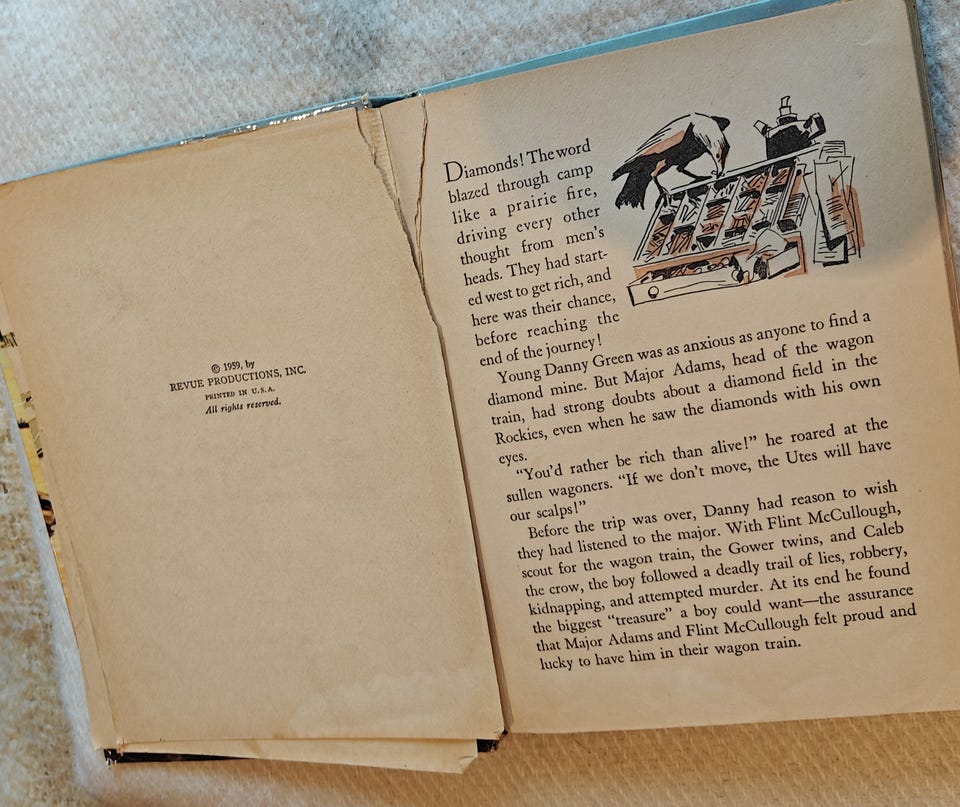 © 1959, by
REVUE PRODUCTIONS, INC.
PRINTED IN U.S.A.
All rights reserved.
Diamonds! The word
blazed through camp
like a prairie fire,
driving every other
thought from men's
heads. They had start-
ed west to get rich, and
here was their chance,
before reaching the
end of the journey!
Young Danny Green was as anxious as anyone to find a
diamond mine. But Major Adams, head of the wagon
train, had strong doubts about a diamond field in the
Rockies, even when he saw the diamonds with his own
eyes.
“You'd rather be rich than alive!” he roared at the
sullen wagoners. “If we don't move, the Utes will have
our scalps!”
Before the trip was over, Danny had reason to wish
they had listened to the major. With Flint McCullough,
scout for the wagon train, the Gower twins, and Caleb
the crow, the boy followed a deadly trail of lies, robbery,
kidnapping, and attempted murder. At its end he found
the biggest “treasure” a boy could want—the assurance
that Major Adams and Flint McCullough felt proud and
lucky to have him in their wagon train.